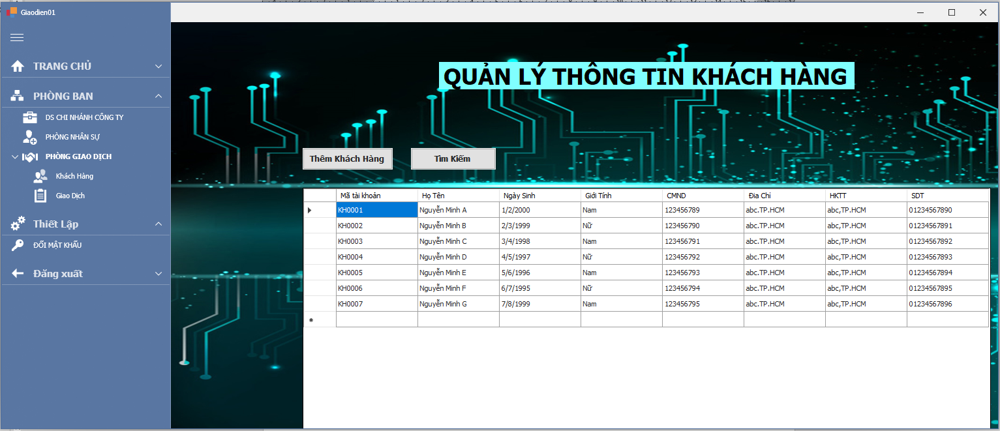 Giaodien01
TRANG CHỦ
PHÒNG BAN
DS CHI NHÁNH CÔNG TY
PHÒNG NHÂN SỰ
PHÒNG GIAO DỊCH
Khách Hàng
Giao Dịch
Thiết Lập
ĐỔI MẬT KHẨU
Đăng xuất
QUẢN LÝ THÔNG TIN KHÁCH HÀNG
Thêm Khách Hàng Tìm Kiếm
Mã tài khoản Họ Tên Ngày Sinh Giới Tính CMND Địa Chỉ HKTT SDT
KH0001 Nguyễn Minh A 1/2/2000 Nam 123456789 abc.TP.HCM abc,TP.HCM 01234567890
KH0002 Nguyễn Minh B 2/3/1999 Nữ 123456790 abc.TP.HCM abc,TP.HCM 01234567891
KH0003 Nguyễn Minh C 3/4/1998 Nam 123456791 abc.TP.HCM abc,TP.HCM 01234567892
KH0004 Nguyễn Minh D 4/5/1997 Nữ 123456792 abc.TP.HCM abc,TP.HCM 01234567893
KH0005 Nguyễn Minh E 5/6/1996 Nam 123456793 abc.TP.HCM abc,TP.HCM 01234567894
KH0006 Nguyễn Minh F 6/7/1995 Nữ 123456794 abc.TP.HCM abc,TP.HCM 01234567895
KH0007 Nguyễn Minh G 7/8/1999 Nam 123456795 abc.TP.HCM abc,TP.HCM 01234567896